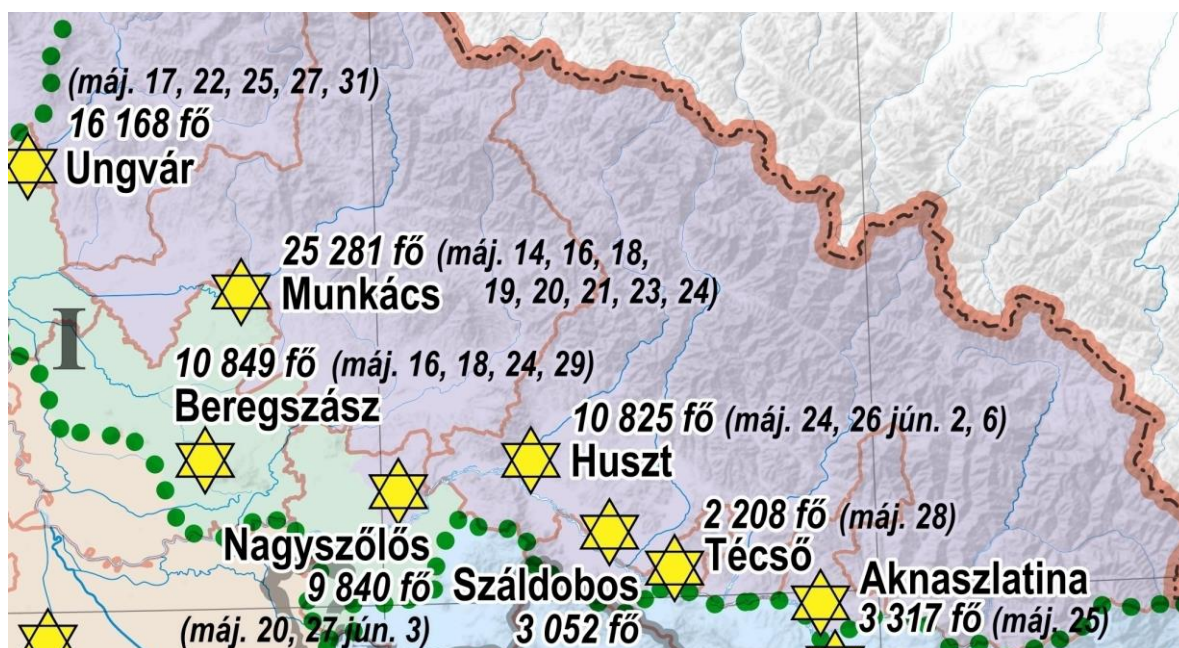 (máj. 17, 22, 25, 27, 31)
16 168 fő
Ungvár
25 281 fő (máj. 14, 16, 18,
Munkács 19, 20, 21, 23, 24)
I
10 849 fő (máj. 16, 18, 24, 29)
Beregszász
10 825 fő (máj. 24, 26 jún. 2, 6)
Huszt
Nagyszőlős
9 840 fő
(máj. 20, 27 jún. 3)
2 208 fő (máj. 28)
Técső
Száldobos
3 052 fő
Aknaszlatina
3 317 fő (máj. 25)